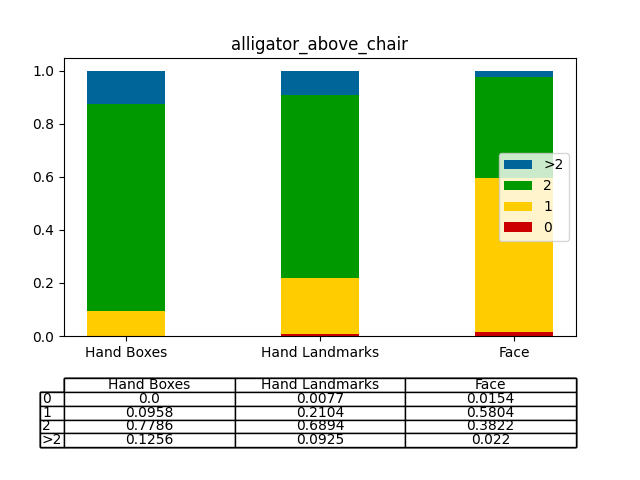 alligator_above_chair
1.0
0.8
0.6
0.4
0.2
0.0
>2
2
1
0
Hand Boxes Hand Landmarks Face
Hand Boxes Hand Landmarks Face
0 0.0 0.0077 0.0154
1 0.0958 0.2104 0.5804
2 0.7786 0.6894 0.3822
>2 0.1256 0.0925 0.022